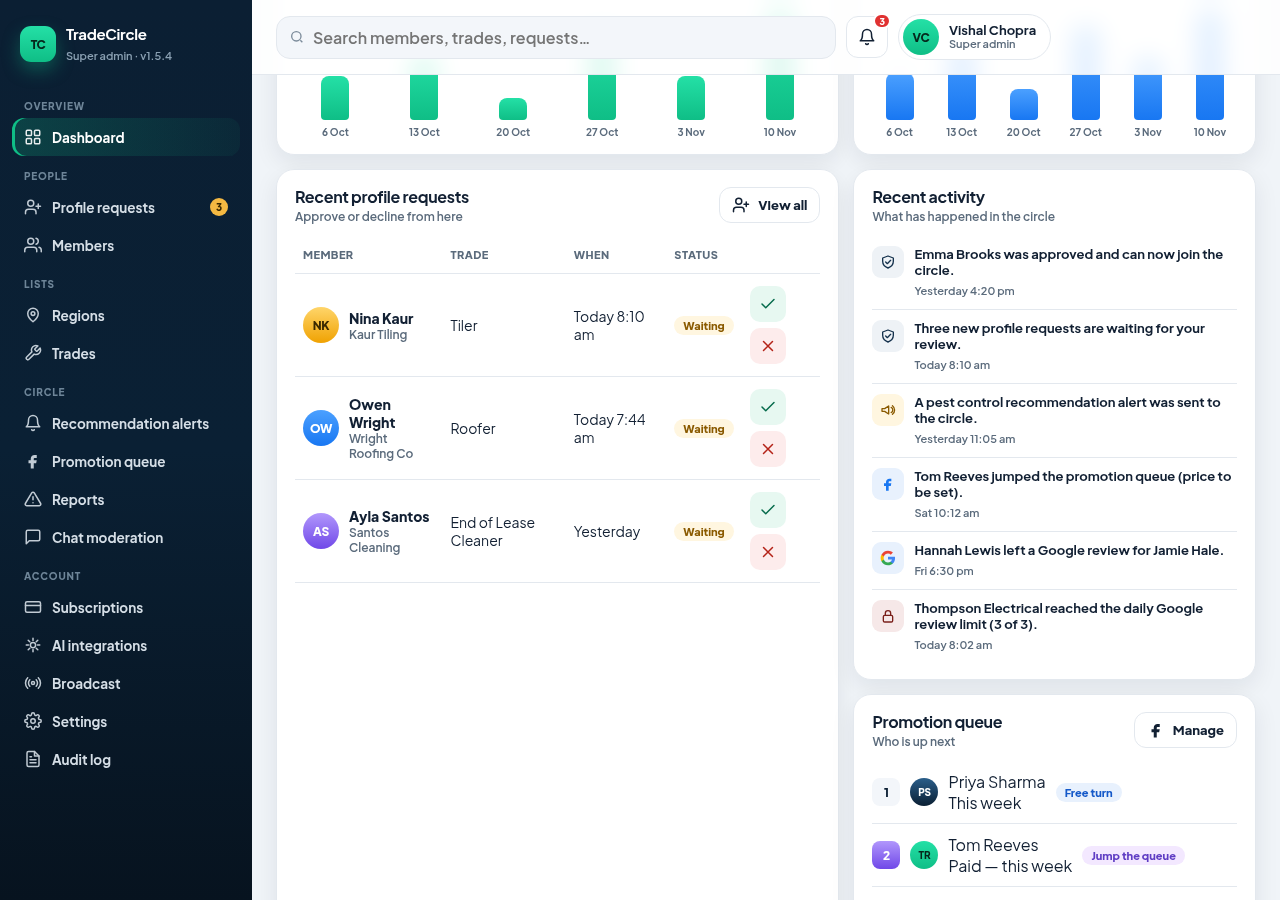 TC
TradeCircle
Super admin · v1.5.4
OVERVIEW
Dashboard
PEOPLE
Profile requests
3
Members
LISTS
Regions
Trades
CIRCLE
Recommendation alerts
Promotion queue
Reports
Chat moderation
ACCOUNT
Subscriptions
AI integrations
Broadcast
Settings
Audit log
Search members, trades, requests…
3
VC
Vishal Chopra
Super admin
6 Oct
13 Oct
20 Oct
27 Oct
3 Nov
10 Nov
6 Oct
13 Oct
20 Oct
27 Oct
3 Nov
10 Nov
Recent profile requests
Approve or decline from here
View all
MEMBER
TRADE
WHEN
STATUS
NK
Nina Kaur
Kaur Tiling
Tiler
Today 8:10
am
Waiting
OW
Owen
Wright
Wright
Roofing Co
Roofer
Today 7:44
am
Waiting
AS
Ayla Santos
Santos
Cleaning
End of Lease
Cleaner
Yesterday
Waiting
Recent activity
What has happened in the circle
Emma Brooks was approved and can now join the
circle.
Yesterday 4:20 pm
Three new profile requests are waiting for your
review.
Today 8:10 am
A pest control recommendation alert was sent to
the circle.
Yesterday 11:05 am
Tom Reeves jumped the promotion queue (price to
be set).
Sat 10:12 am
Hannah Lewis left a Google review for Jamie Hale.
Fri 6:30 pm
Thompson Electrical reached the daily Google
review limit (3 of 3).
Today 8:02 am
Promotion queue
Who is up next
Manage
1
PS
Priya Sharma
This week
Free turn
2
TR
Tom Reeves
Paid — this week
Jump the queue